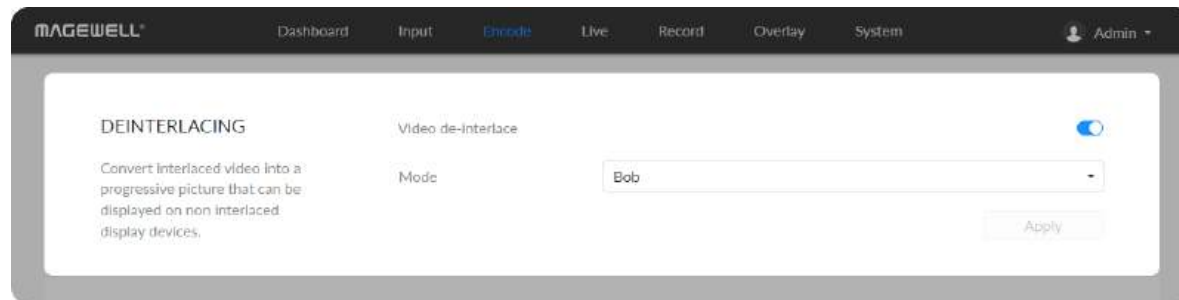 MAGEWELL® Dashboard Input Encode Live Record Overlay System Admin
DEINTERLACING
Convert interlaced video into a
progressive picture that can be
displayed on non interlaced
display devices.
Video de-interlace
Mode Bob
Apply